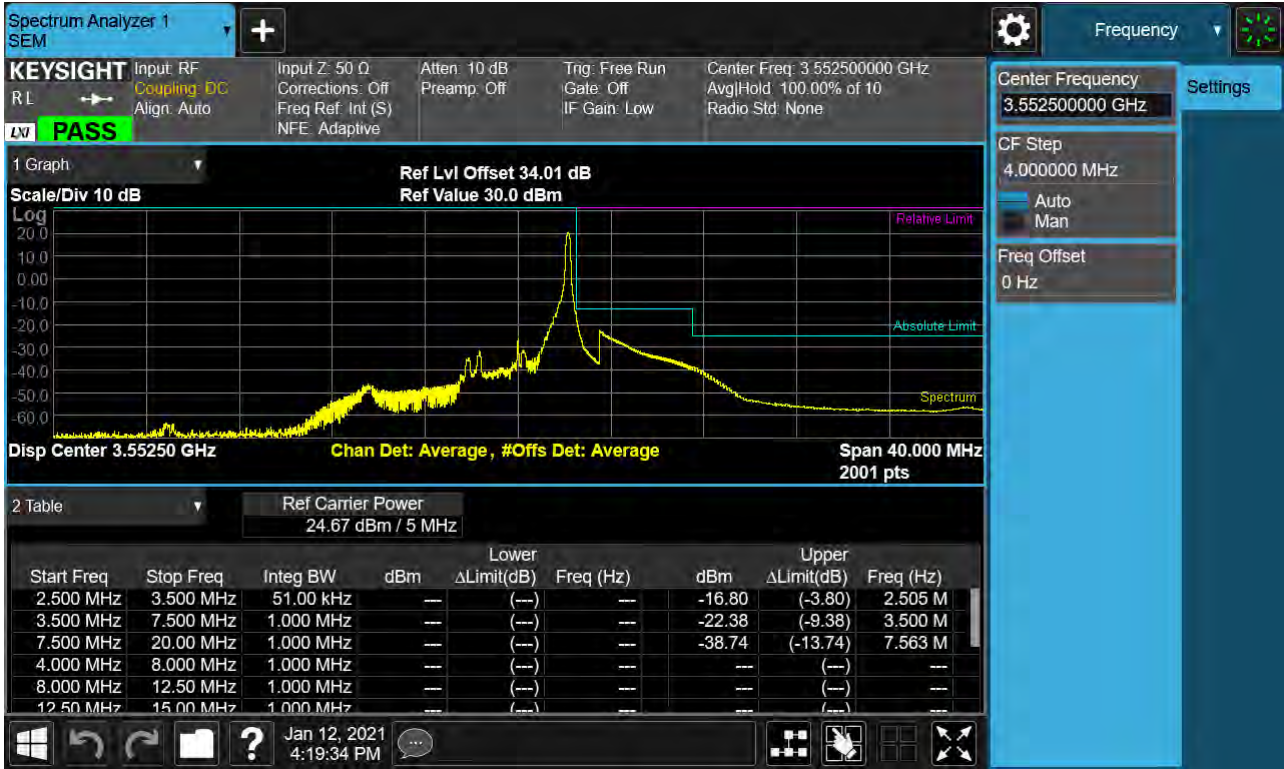 Spectrum Analyzer 1
SEM
Frequency
KEYSIGHT
R L
LXI
PASS
Input: RF
Coupling: DC
Align: Auto
Input Z: 50 Ω
Corrections: Off
Freq Ref: Int (S)
NFE: Adaptive
Atten: 10 dB
Preamp: Off
Trig: Free Run
Gate: Off
IF Gain: Low
Center Freq: 3.552500000 GHz
Avg|Hold: 100.00% of 10
Radio Std: None
Center Frequency
3.552500000 GHz
Settings
CF Step
4.000000 MHz
Auto
Man
Freq Offset
0 Hz
1 Graph
Ref Lvl Offset 34.01 dB
Scale/Div 10 dB
Ref Value 30.0 dBm
Log
Relative Limit
20.0
10.0
0.00
-10.0
-20.0
Absolute Limit
-30.0
-40.0
-50.0
Spectrum
-60.0
Disp Center 3.55250 GHz
Chan Det: Average, #Offs Det: Average
Span 40.000 MHz
2001 pts
2 Table
Ref Carrier Power
24.67 dBm / 5 MHz
Lower Upper
Start Freq Stop Freq Integ BW dBm ΔLimit(dB) Freq (Hz) dBm ΔLimit(dB) Freq (Hz)
2.500 MHz 3.500 MHz 51.00 kHz --- (---) --- -16.80 (-3.80) 2.505 M
3.500 MHz 7.500 MHz 1.000 MHz --- (---) --- -22.38 (-9.38) 3.500 M
7.500 MHz 20.00 MHz 1.000 MHz --- (---) --- -38.74 (-13.74) 7.563 M
4.000 MHz 8.000 MHz 1.000 MHz --- (---) --- --- (---) ---
8.000 MHz 12.50 MHz 1.000 MHz --- (---) --- --- (---) ---
12.50 MHz 15.00 MHz 1.000 MHz --- (---) --- --- (---) ---
?
Jan 12, 2021
4:19:34 PM